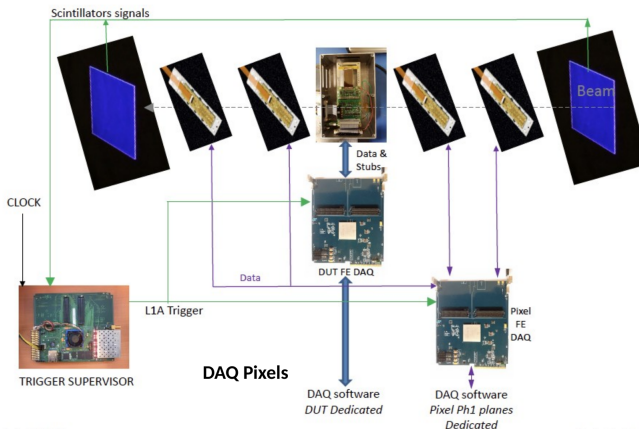 Scintillators signals
Beam
Data &
Stubs
CLOCK
DUT FE DAQ
Data
L1A Trigger
Pixel
FE
DAQ
TRIGGER SUPERVISOR
DAQ Pixels
DAQ software
DUT Dedicated
DAQ software
Pixel Ph1 planes
Dedicated